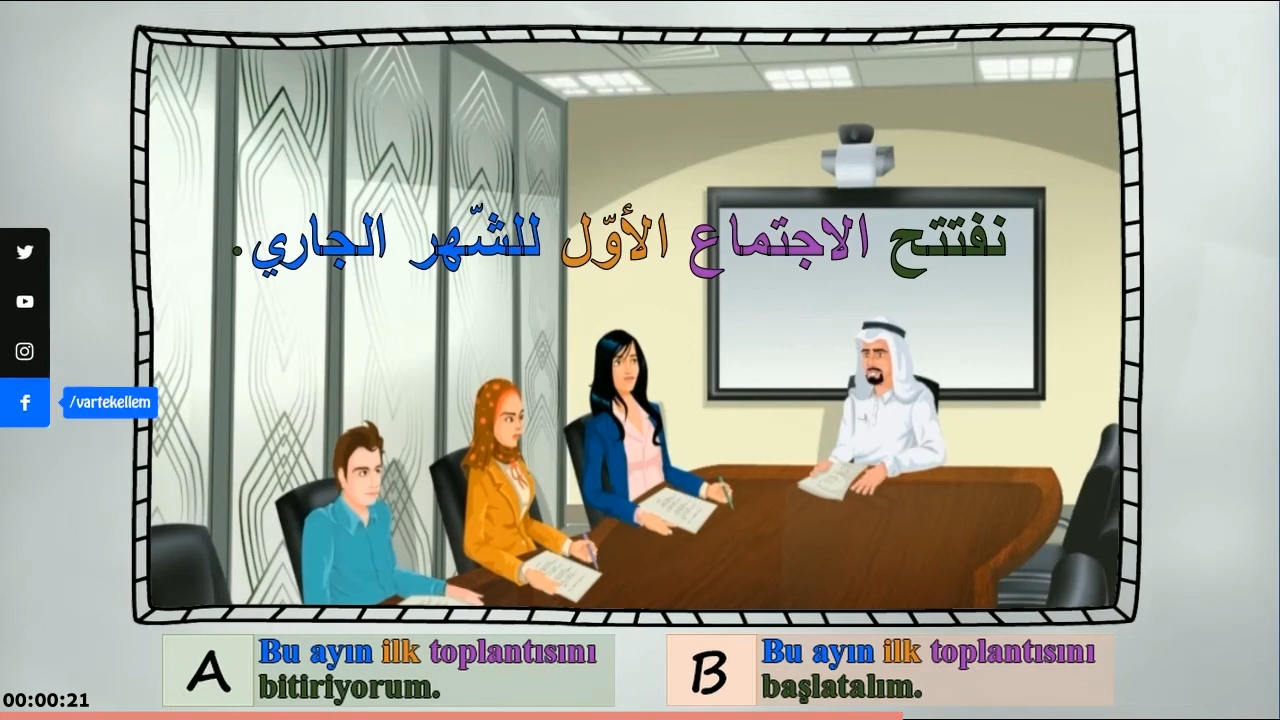 نفتتح الاجتماع الأوّل للشّهر الجاري.
/vartekellem
A
Bu ayın ilk toplantısını
bitiriyorum.
B
Bu ayın ilk toplantısını
başlatalım.
00:00:21